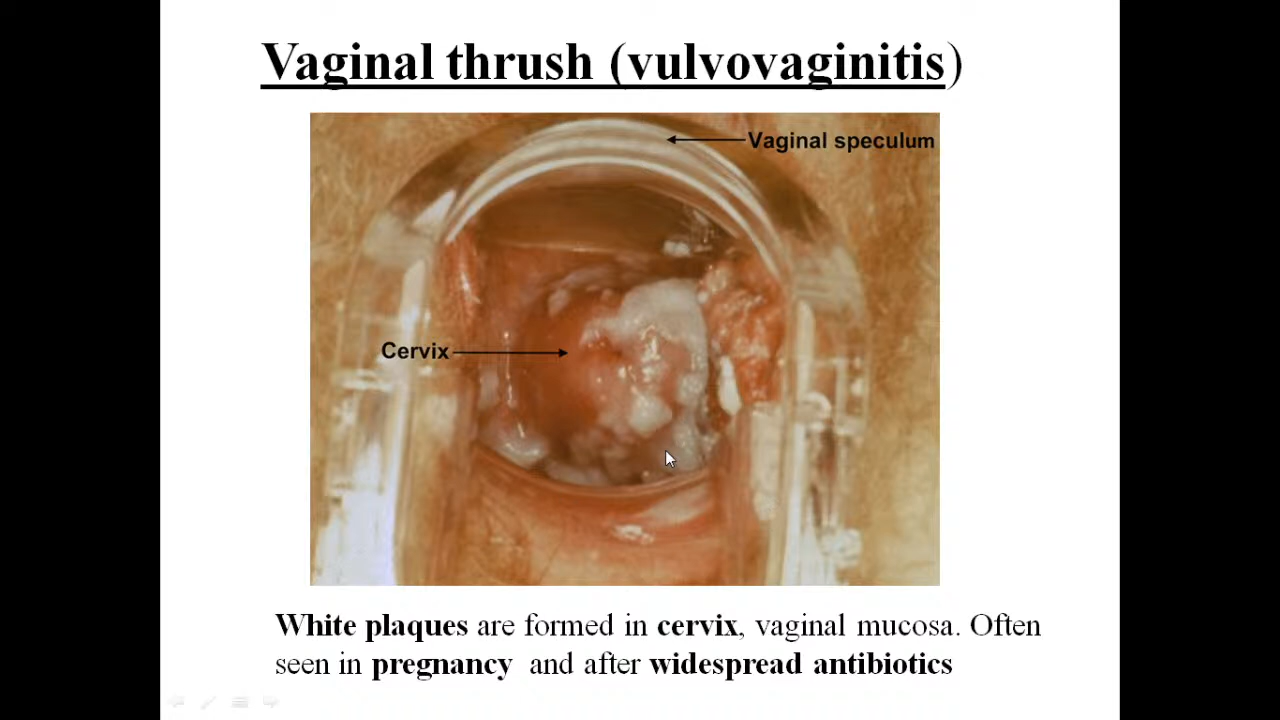 Vaginal thrush (vulvovaginitis)
Vaginal speculum
Cervix
White plaques are formed in cervix, vaginal mucosa. Often
seen in pregnancy and after widespread antibiotics